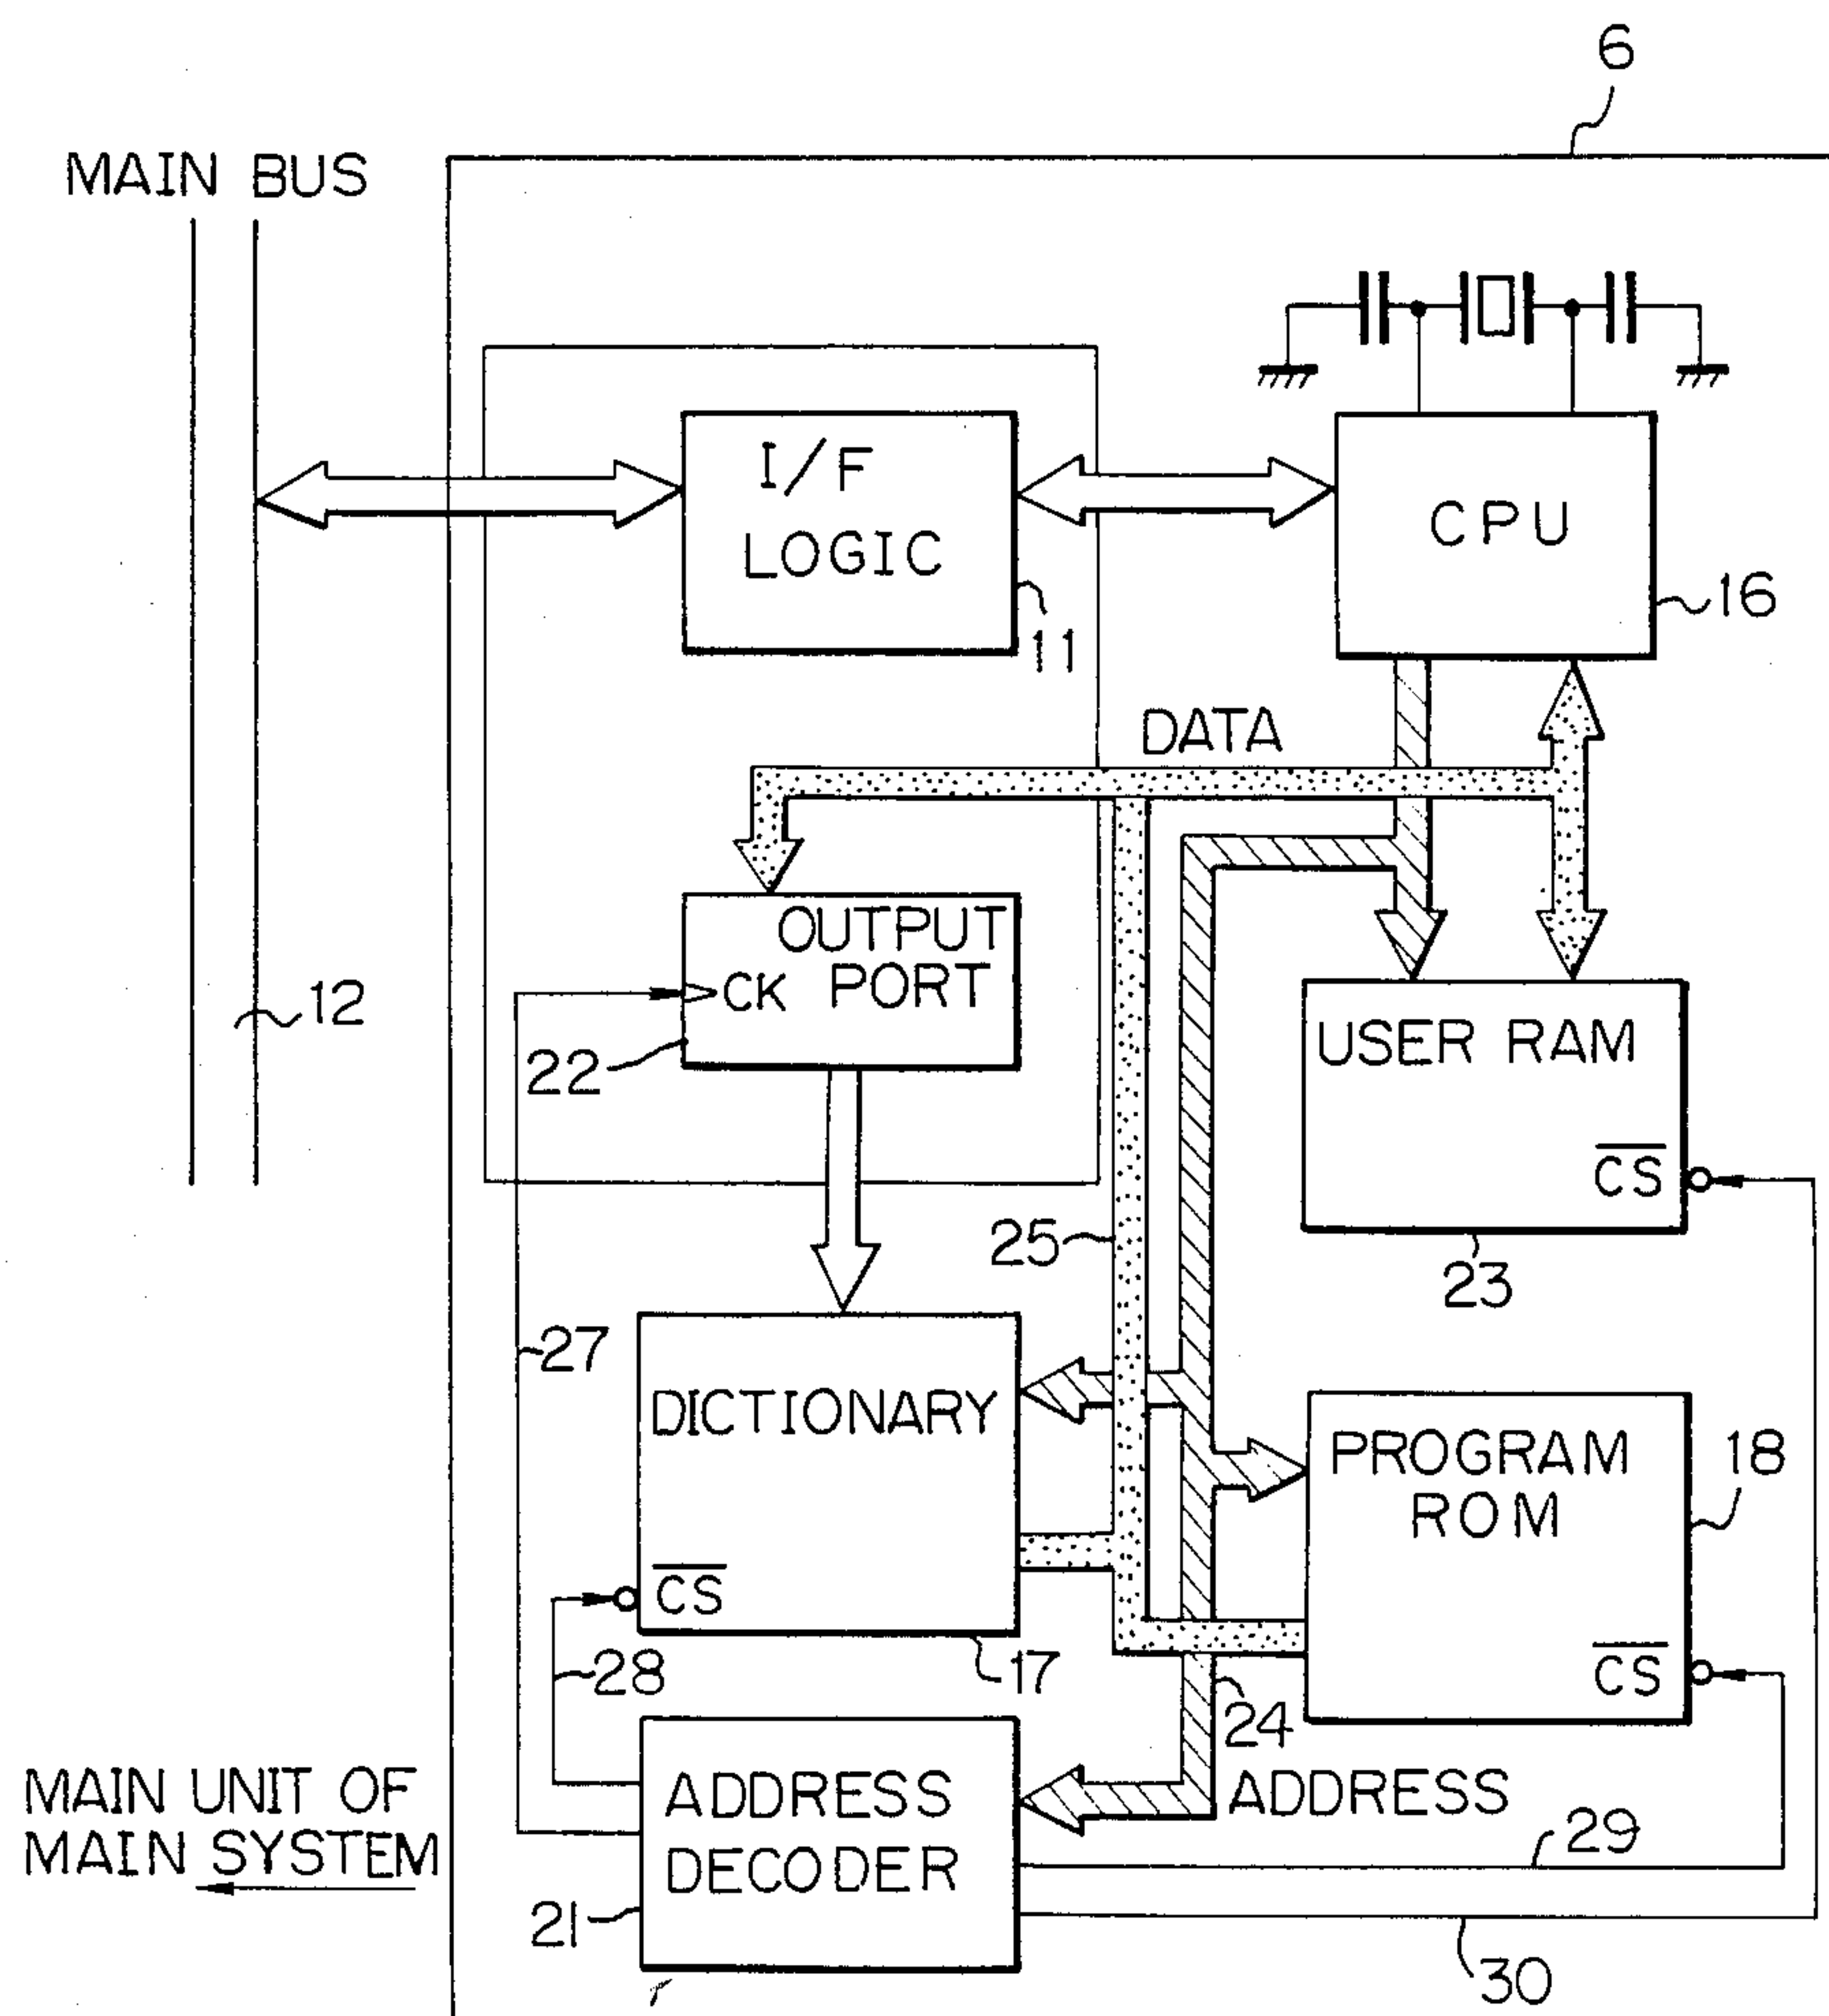 6
MAIN BUS
I/F
LOGIC
11
CPU
16
DATA
OUTPUT
PORT
CK
22
12
USER RAM
CS
23
25
27
DICTIONARY
CS
17
28
PROGRAM
ROM
CS
18
24
ADDRESS
MAIN UNIT OF
MAIN SYSTEM
ADDRESS
DECODER
21
29
30